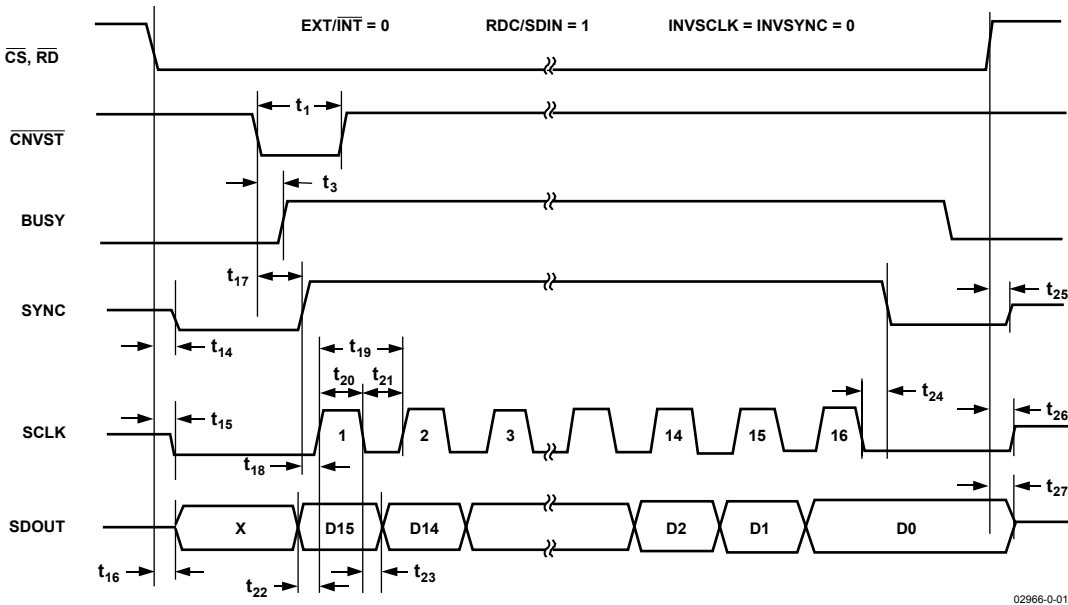 EXT/INT = 0 RDC/SDIN = 1 INVSCLK = INVSYNC = 0
CS, RD
t1
CNVST
t3
BUSY
t17
t25
SYNC
t14
t19
t20 t21
t24
t15
t26
SCLK
1 2 3 14 15 16
t18
t27
SDOUT
X D15 D14 D2 D1 D0
t16
t22
t23
02966-0-01